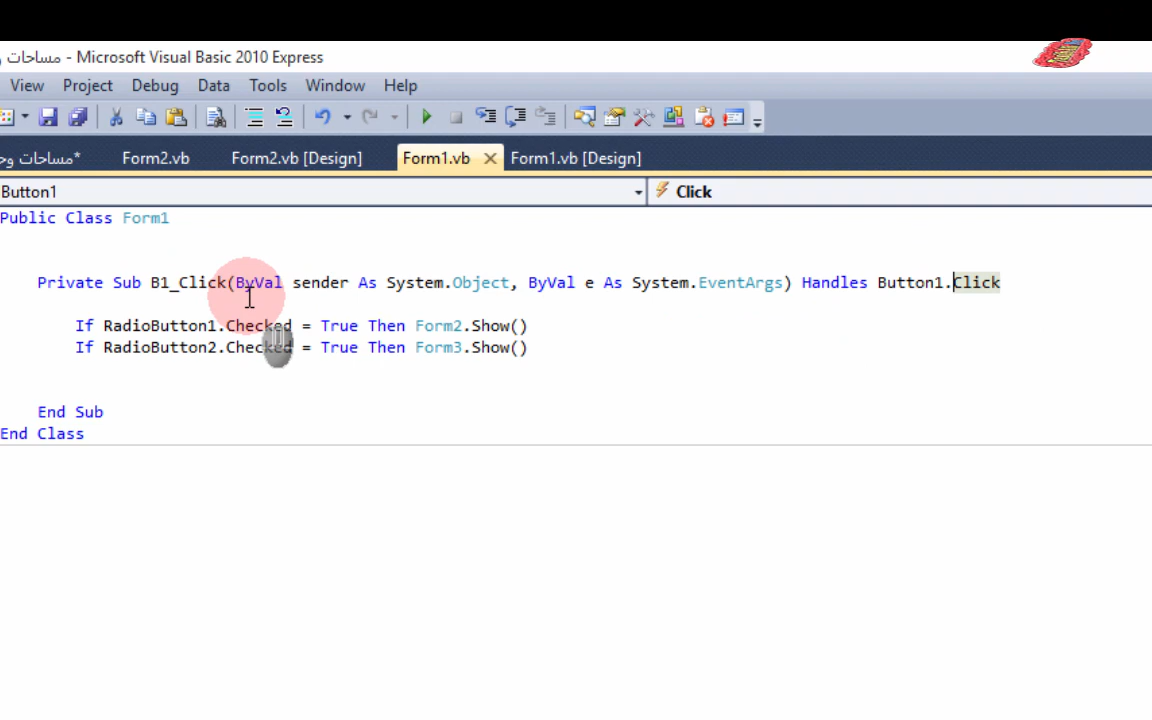 مساحات - Microsoft Visual Basic 2010 Express
View Project Debug Data Tools Window Help
مساحات وح* Form2.vb Form2.vb [Design] Form1.vb Form1.vb [Design]
Button1 Click
Public Class Form1
Private Sub B1_Click(ByVal sender As System.Object, ByVal e As System.EventArgs) Handles Button1.Click
If RadioButton1.Checked = True Then Form2.Show()
If RadioButton2.Checked = True Then Form3.Show()
End Sub
End Class